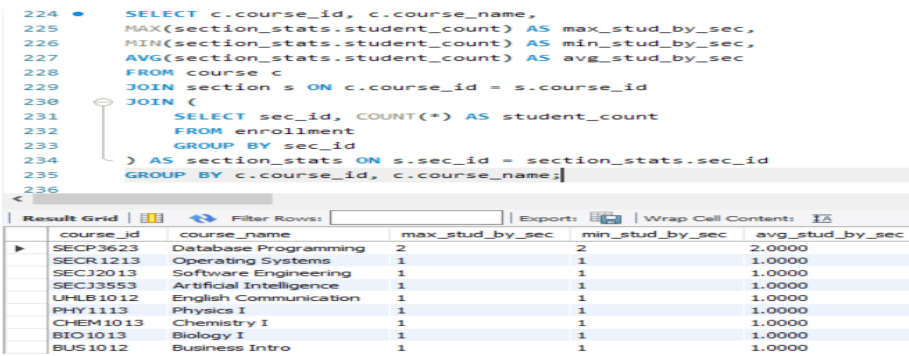 224 SELECT c.course_id, c.course_name,
225 MAX(section_stats.student_count) AS max_stud_by_sec,
226 MIN(section_stats.student_count) AS min_stud_by_sec,
227 AVG(section_stats.student_count) AS avg_stud_by_sec
228 FROM course c
229 JOIN section s ON c.course_id = s.course_id
230 JOIN (
231 SELECT sec_id, COUNT(*) AS student_count
232 FROM enrollment
233 GROUP BY sec_id
234 ) AS section_stats ON s.sec_id = section_stats.sec_id
235 GROUP BY c.course_id, c.course_name;
236
Result Grid Filter Rows: Export: Wrap Cell Content: IA
course_id course_name max_stud_by_sec min_stud_by_sec avg_stud_by_sec
SECP3623 Database Programming 2 2 2.0000
SECR1213 Operating Systems 1 1 1.0000
SECJ2013 Software Engineering 1 1 1.0000
SECJ3553 Artificial Intelligence 1 1 1.0000
UHLB1012 English Communication 1 1 1.0000
PHY1113 Physics I 1 1 1.0000
CHEM1013 Chemistry I 1 1 1.0000
BIO1013 Biology I 1 1 1.0000
BUS1012 Business Intro 1 1 1.0000